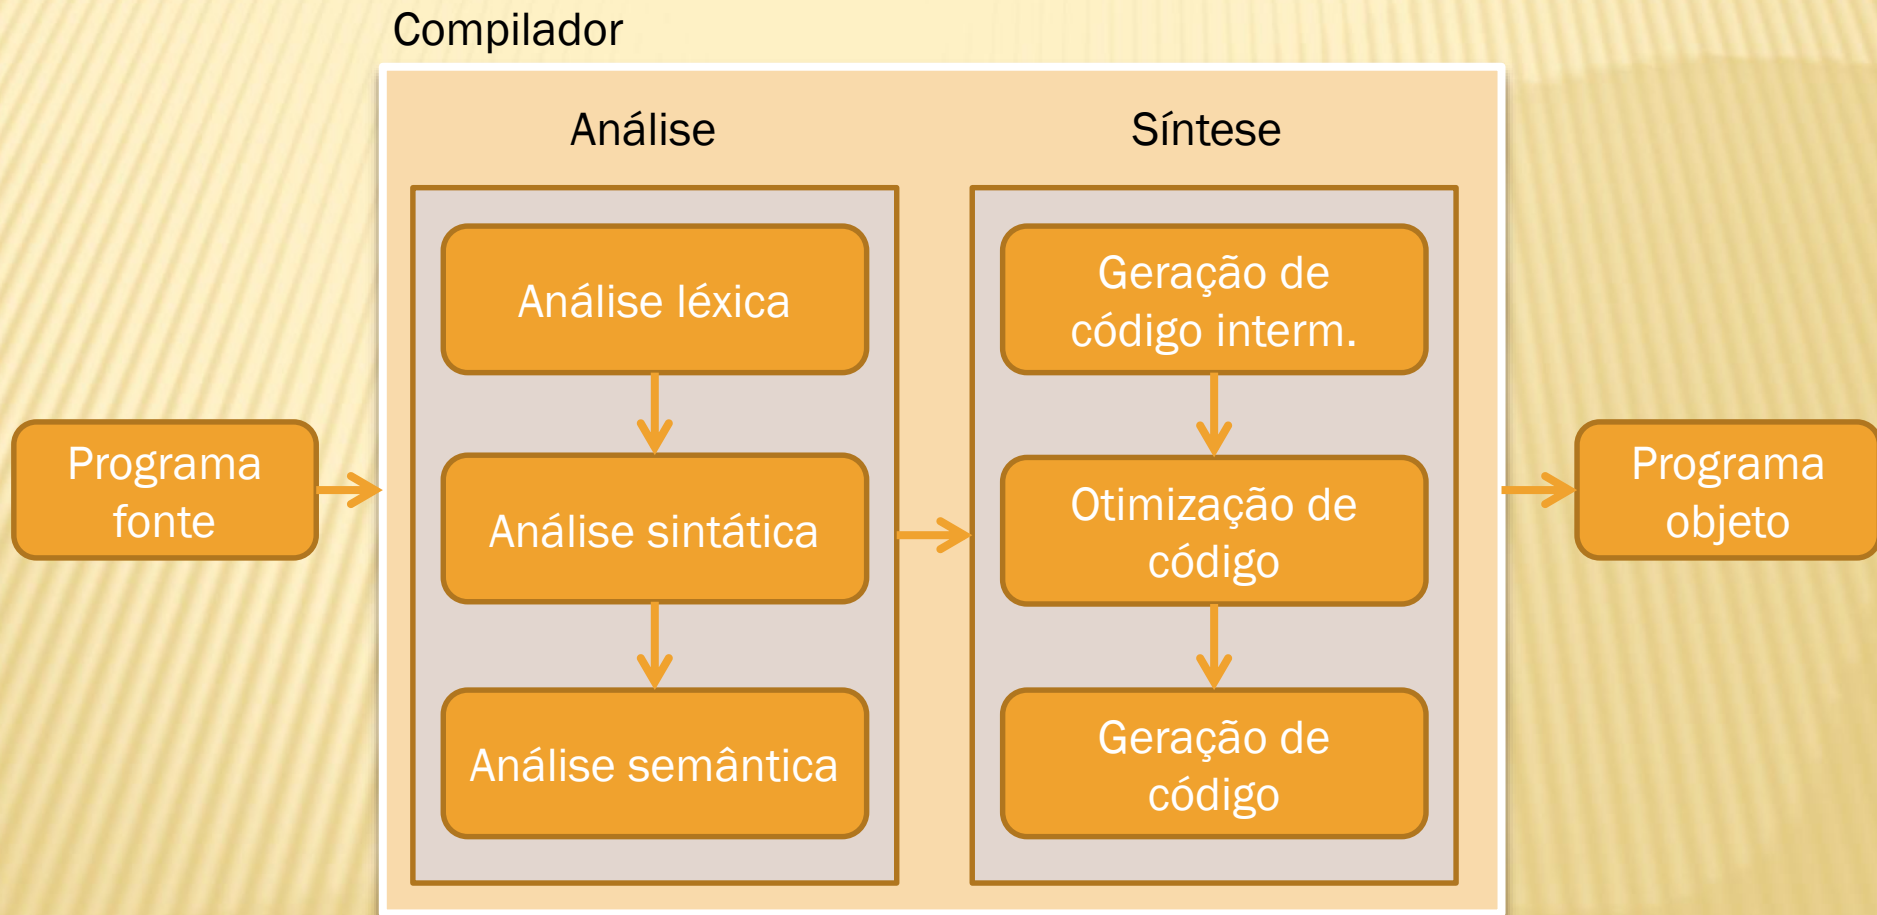 Compilador
Análise
Síntese
Programa
fonte
Análise léxica
Análise sintática
Análise semântica
Geração de
código interm.
Otimização de
código
Geração de
código
Programa
objeto